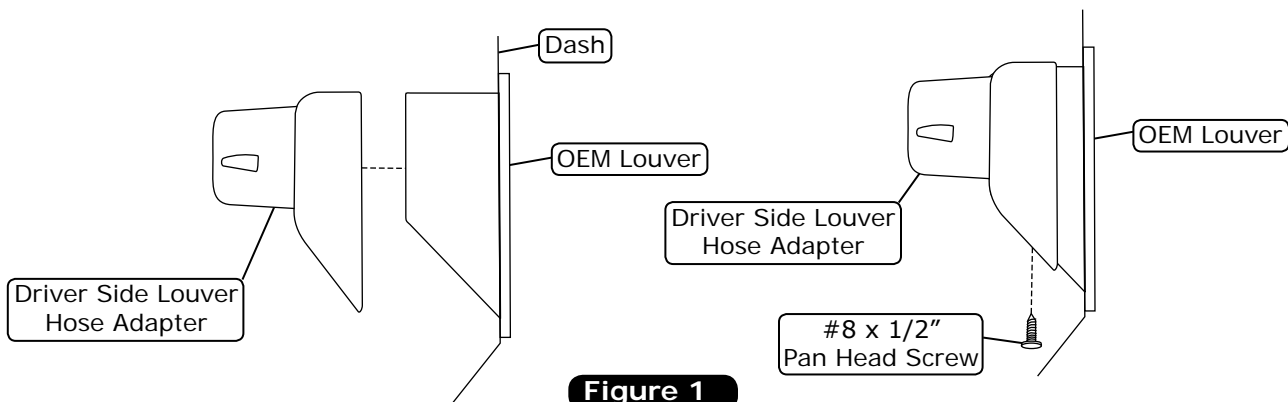 Dash
OEM Louver
Driver Side Louver
Hose Adapter
OEM Louver
Driver Side Louver
Hose Adapter
#8 x 1/2”
Pan Head Screw
Figure 1